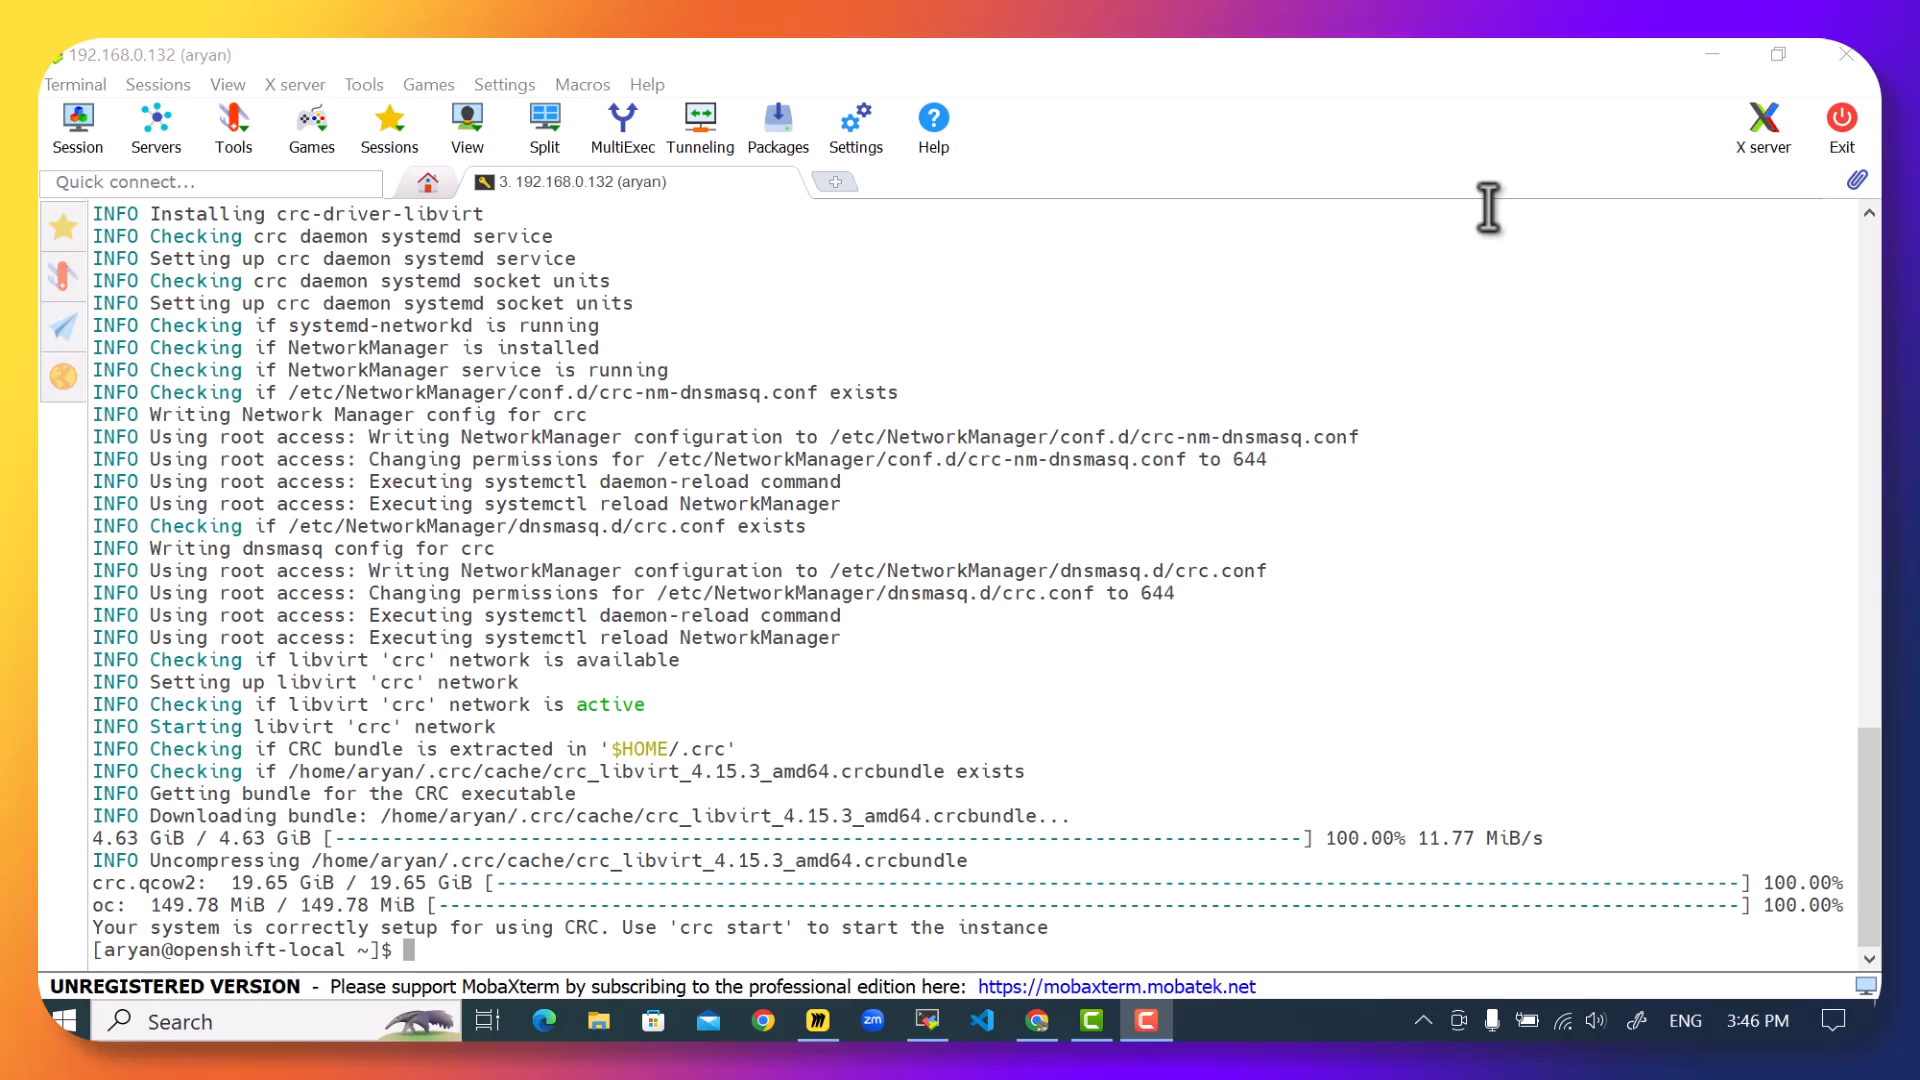 192.168.0.132 (aryan)
Terminal Sessions View X server Tools Games Settings Macros Help
Session Servers Tools Games Sessions View Split MultiExec Tunneling Packages Settings Help X server Exit
Quick connect... 3. 192.168.0.132 (aryan)
INFO Installing crc-driver-libvirt
INFO Checking crc daemon systemd service
INFO Setting up crc daemon systemd service
INFO Checking crc daemon systemd socket units
INFO Setting up crc daemon systemd socket units
INFO Checking if systemd-networkd is running
INFO Checking if NetworkManager is installed
INFO Checking if NetworkManager service is running
INFO Checking if /etc/NetworkManager/conf.d/crc-nm-dnsmasq.conf exists
INFO Writing Network Manager config for crc
INFO Using root access: Writing NetworkManager configuration to /etc/NetworkManager/conf.d/crc-nm-dnsmasq.conf
INFO Using root access: Changing permissions for /etc/NetworkManager/conf.d/crc-nm-dnsmasq.conf to 644
INFO Using root access: Executing systemctl daemon-reload command
INFO Using root access: Executing systemctl reload NetworkManager
INFO Checking if /etc/NetworkManager/dnsmasq.d/crc.conf exists
INFO Writing dnsmasq config for crc
INFO Using root access: Writing NetworkManager configuration to /etc/NetworkManager/dnsmasq.d/crc.conf
INFO Using root access: Changing permissions for /etc/NetworkManager/dnsmasq.d/crc.conf to 644
INFO Using root access: Executing systemctl daemon-reload command
INFO Using root access: Executing systemctl reload NetworkManager
INFO Checking if libvirt 'crc' network is available
INFO Setting up libvirt 'crc' network
INFO Checking if libvirt 'crc' network is active
INFO Starting libvirt 'crc' network
INFO Checking if CRC bundle is extracted in '$HOME/.crc'
INFO Checking if /home/aryan/.crc/cache/crc_libvirt_4.15.3_amd64.crcbundle exists
INFO Getting bundle for the CRC executable
INFO Downloading bundle: /home/aryan/.crc/cache/crc_libvirt_4.15.3_amd64.crcbundle...
4.63 GiB / 4.63 GiB [------------------------------------------------------------------------------------] 100.00% 11.77 MiB/s
INFO Uncompressing /home/aryan/.crc/cache/crc_libvirt_4.15.3_amd64.crcbundle
crc.qcow2: 19.65 GiB / 19.65 GiB [------------------------------------------------------------------------------------------------------------] 100.00%
oc: 149.78 MiB / 149.78 MiB [-----------------------------------------------------------------------------------------------------------------] 100.00%
Your system is correctly setup for using CRC. Use 'crc start' to start the instance
[aryan@openshift-local ~]$
UNREGISTERED VERSION - Please support MobaXterm by subscribing to the professional edition here: https://mobaxterm.mobatek.net
Search zm ENG 3:46 PM